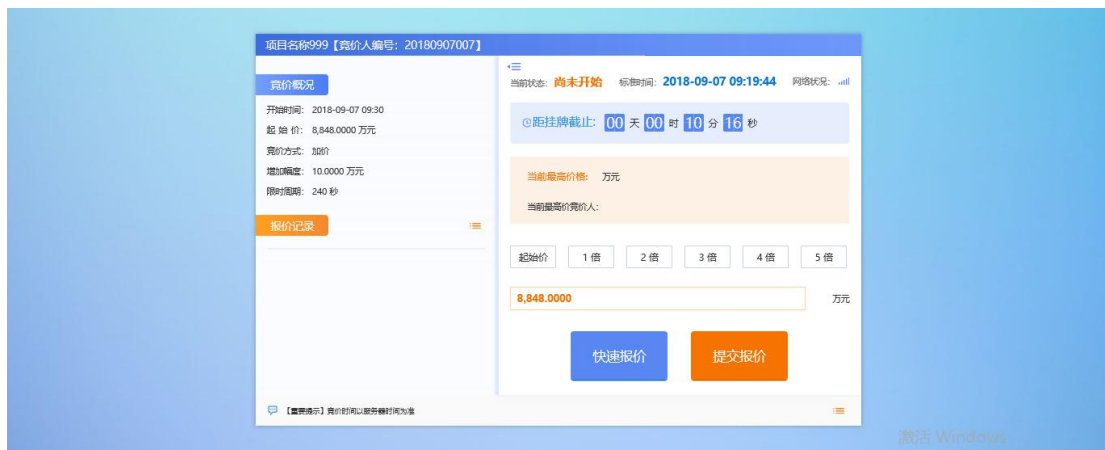 项目名称999【竞价人编号：20180907007】
竞价概况
开始时间： 2018-09-07 09:30
起 始 价： 8,848.0000 万元
竞价方式： 加价
增加幅度： 10.0000 万元
限时周期： 240 秒
报价记录
当前状态： 尚未开始 标准时间： 2018-09-07 09:19:44 网络状况：
距挂牌截止： 00 天 00 时 10 分 16 秒
当前最高价格： 万元
当前最高价竞价人：
起始价 1 倍 2 倍 3 倍 4 倍 5 倍
8,848.0000 万元
快速报价 提交报价
【重要提示】竞价时间以服务器时间为准
激活 Windows